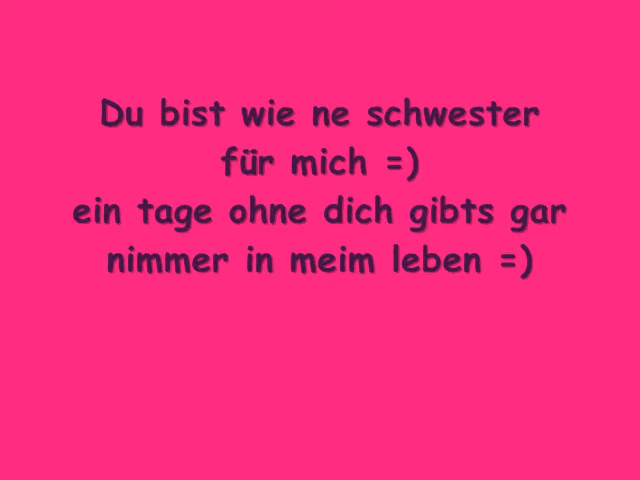 Du bist wie ne schwester
für mich =)
ein tage ohne dich gibts gar
nimmer in meim leben =)